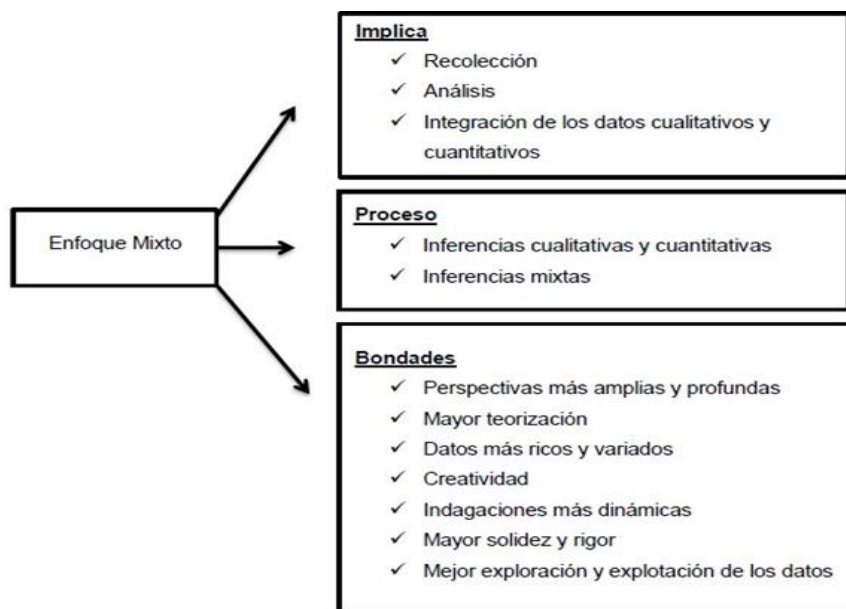 Implica
✓ Recolección
✓ Análisis
✓ Integración de los datos cualitativos y
cuantitativos
Enfoque Mixto
Proceso
✓ Inferencias cualitativas y cuantitativas
✓ Inferencias mixtas
Bondades
✓ Perspectivas más amplias y profundas
✓ Mayor teorización
✓ Datos más ricos y variados
✓ Creatividad
✓ Indagaciones más dinámicas
✓ Mayor solidez y rigor
✓ Mejor exploración y explotación de los datos